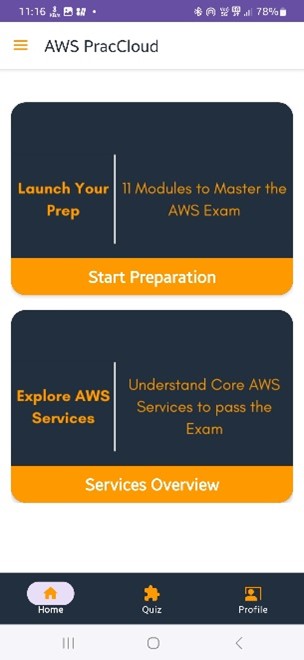 11:16 78%
AWS PracCloud
Launch Your
Prep
11 Modules to Master the
AWS Exam
Start Preparation
Explore AWS
Services
Understand Core AWS
Services to pass the
Exam
Services Overview
Home Quiz Profile